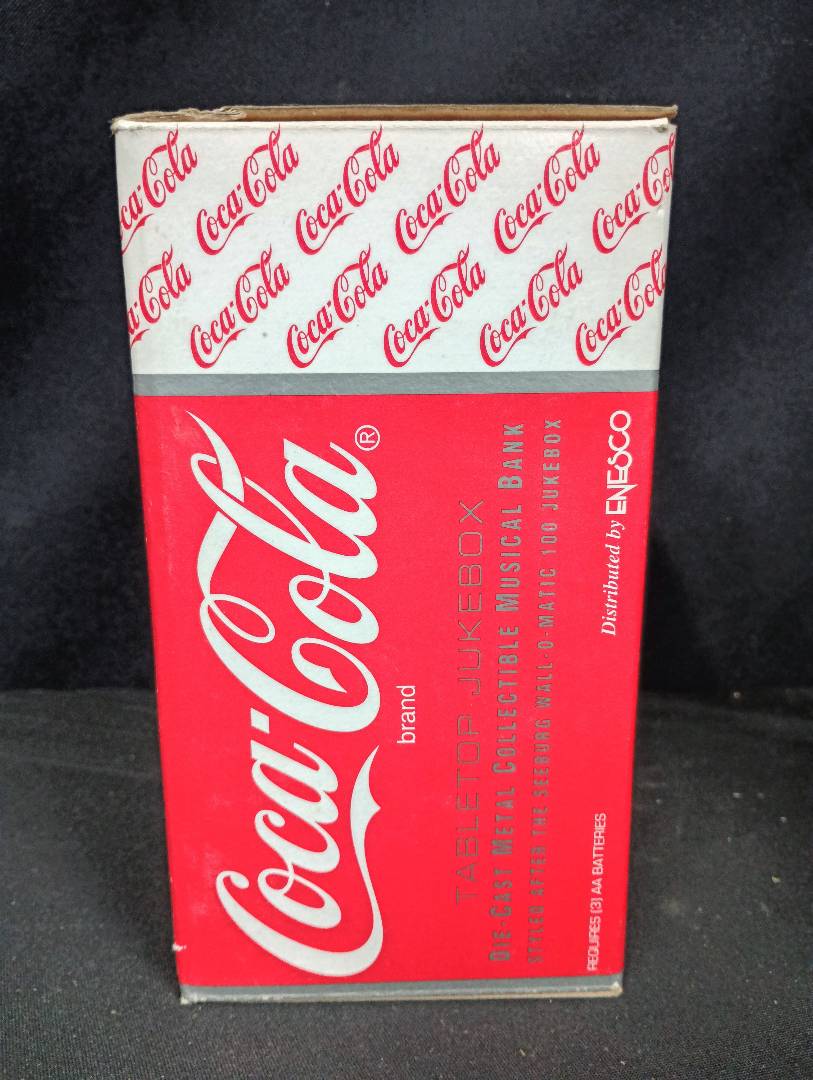 Coca-Cola Coca-Cola Coca-Cola Coca-Cola Coca-Cola Coca-Cola
Coca-Cola Coca-Cola Coca-Cola Coca-Cola Coca-Cola Coca-Cola
Coca-Cola®
brand
TABLETOP JUKEBOX
DIE-CAST METAL COLLECTIBLE MUSICAL BANK
STYLED AFTER THE SEEBURG WALL-O-MATIC 100 JUKEBOX
REQUIRES (3) AA BATTERIES
Distributed by ENESCO